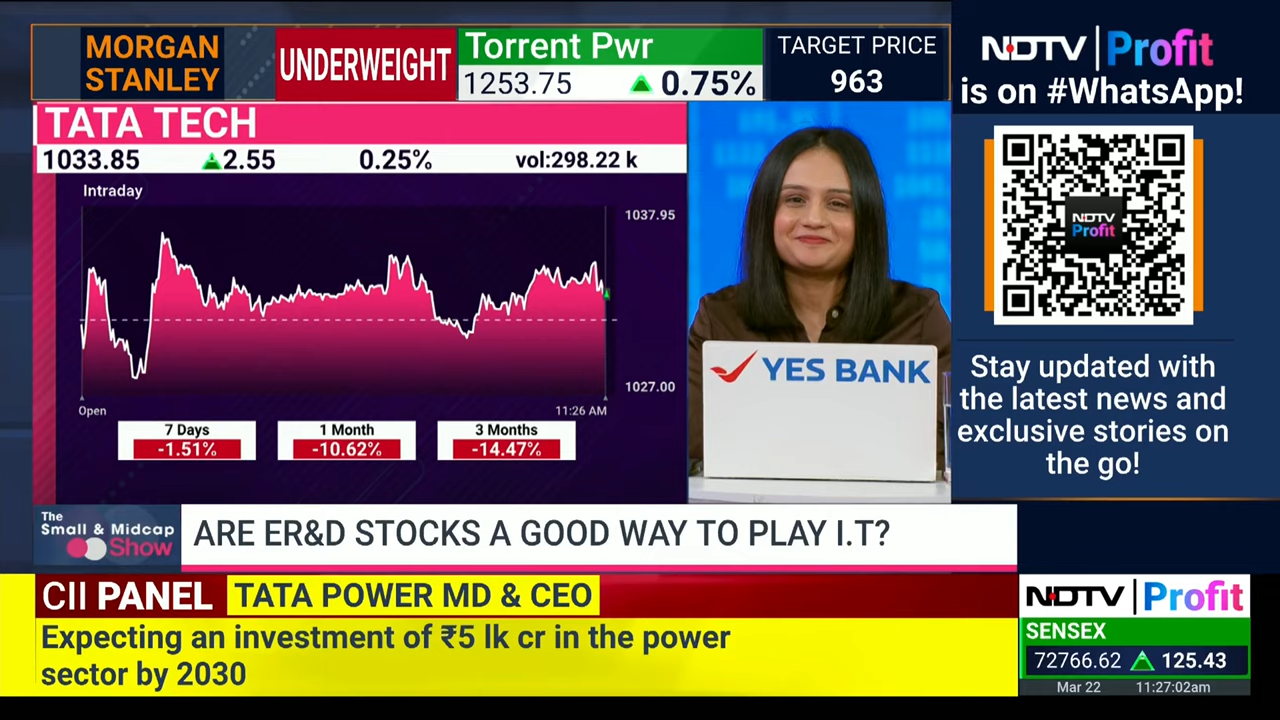 MORGAN
STANLEY
UNDERWEIGHT
Torrent Pwr
1253.75 ▲ 0.75%
TARGET PRICE
963
NDTV | Profit
is on #WhatsApp!
TATA TECH
1033.85 ▲2.55 0.25% vol:298.22 k
Intraday
1037.95
1027.00
Open 11:26 AM
7 Days
-1.51%
1 Month
-10.62%
3 Months
-14.47%
YES BANK
NDTV
Profit
Stay updated with
the latest news and
exclusive stories on
the go!
The
Small & Midcap
Show
ARE ER&D STOCKS A GOOD WAY TO PLAY I.T?
CII PANEL TATA POWER MD & CEO
Expecting an investment of ₹5 lk cr in the power
sector by 2030
NDTV | Profit
SENSEX
72766.62 ▲ 125.43
Mar 22 11:27:02am